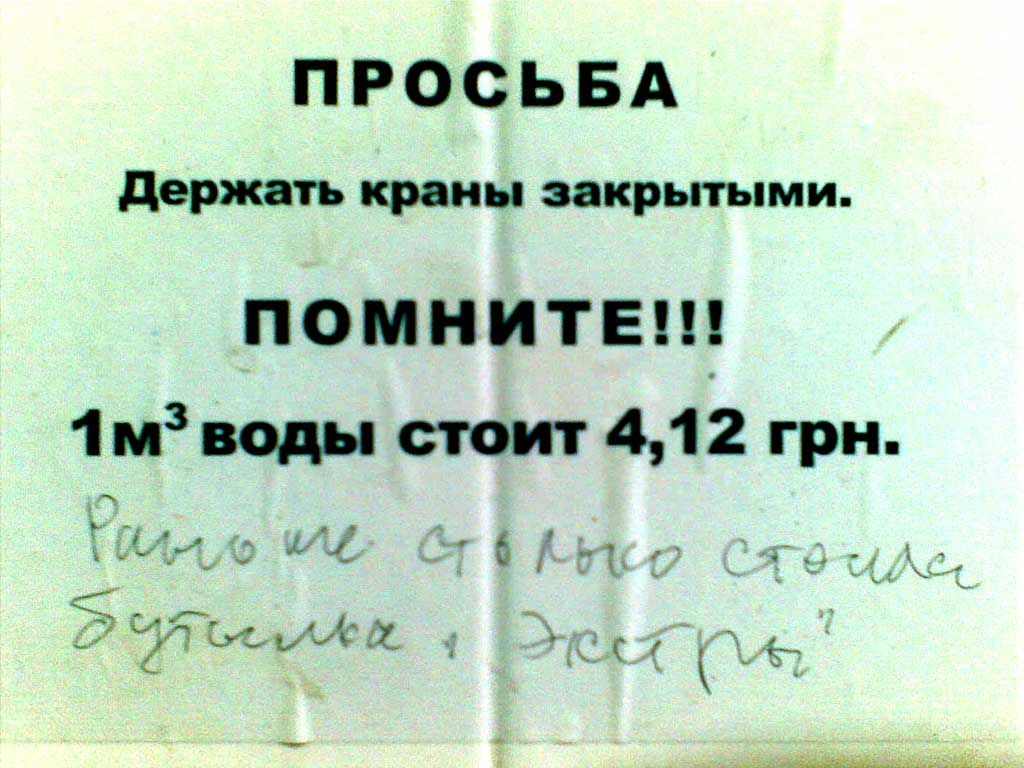 ПРОСЬБА
Держать краны закрытыми.
ПОМНИТЕ!!!
1м³ воды стоит 4,12 грн.
Раньше столько стоила
бутылка „Экстры"